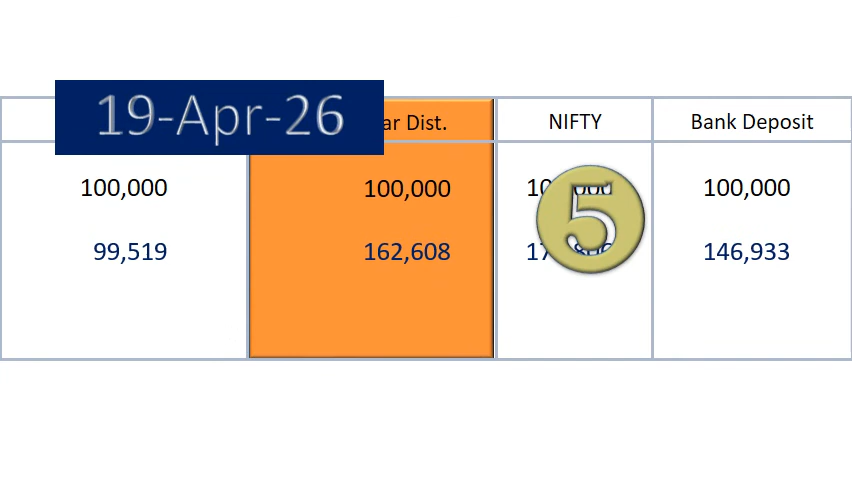 19-Apr-26
ar Dist. NIFTY Bank Deposit
100,000 100,000 100,000
5
99,519 162,608 146,933